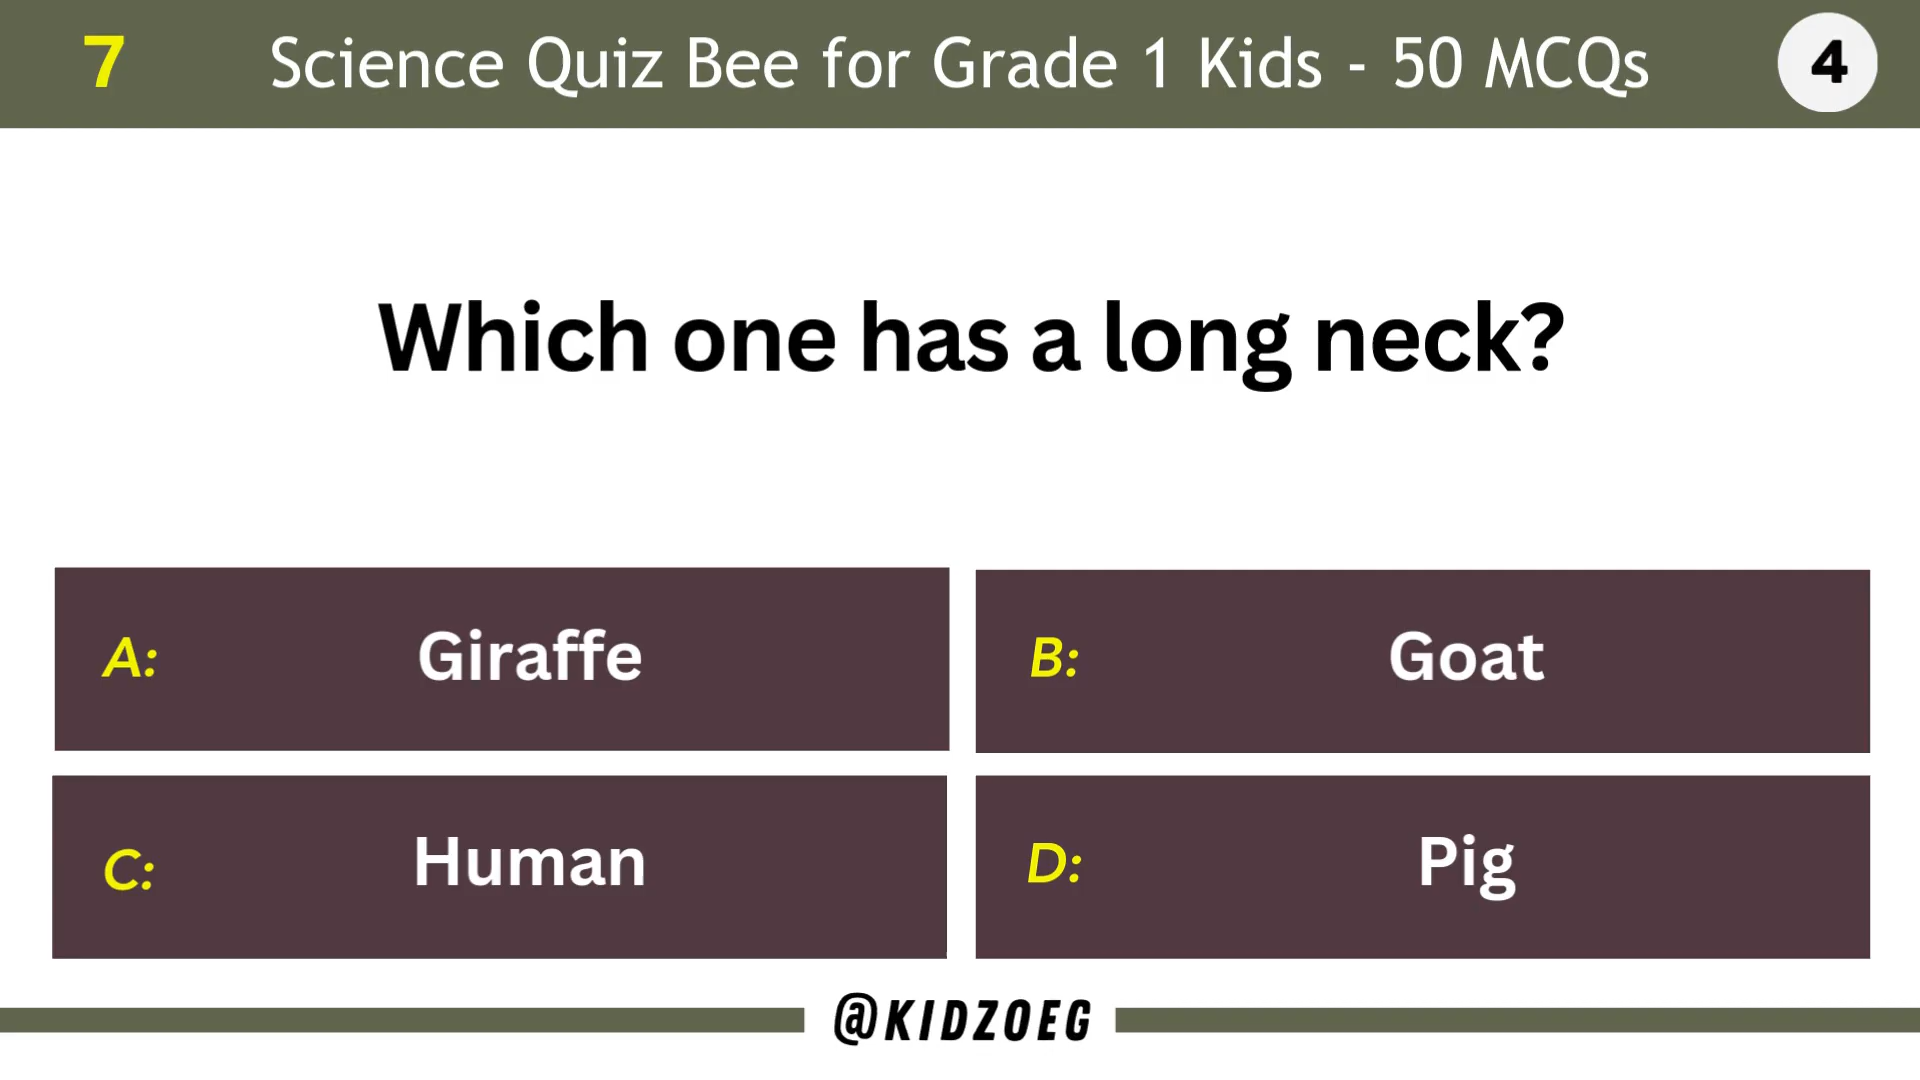 7
Science Quiz Bee for Grade 1 Kids - 50 MCQs
4
Which one has a long neck?
A: Giraffe
B: Goat
C: Human
D: Pig
@KIDZOEG